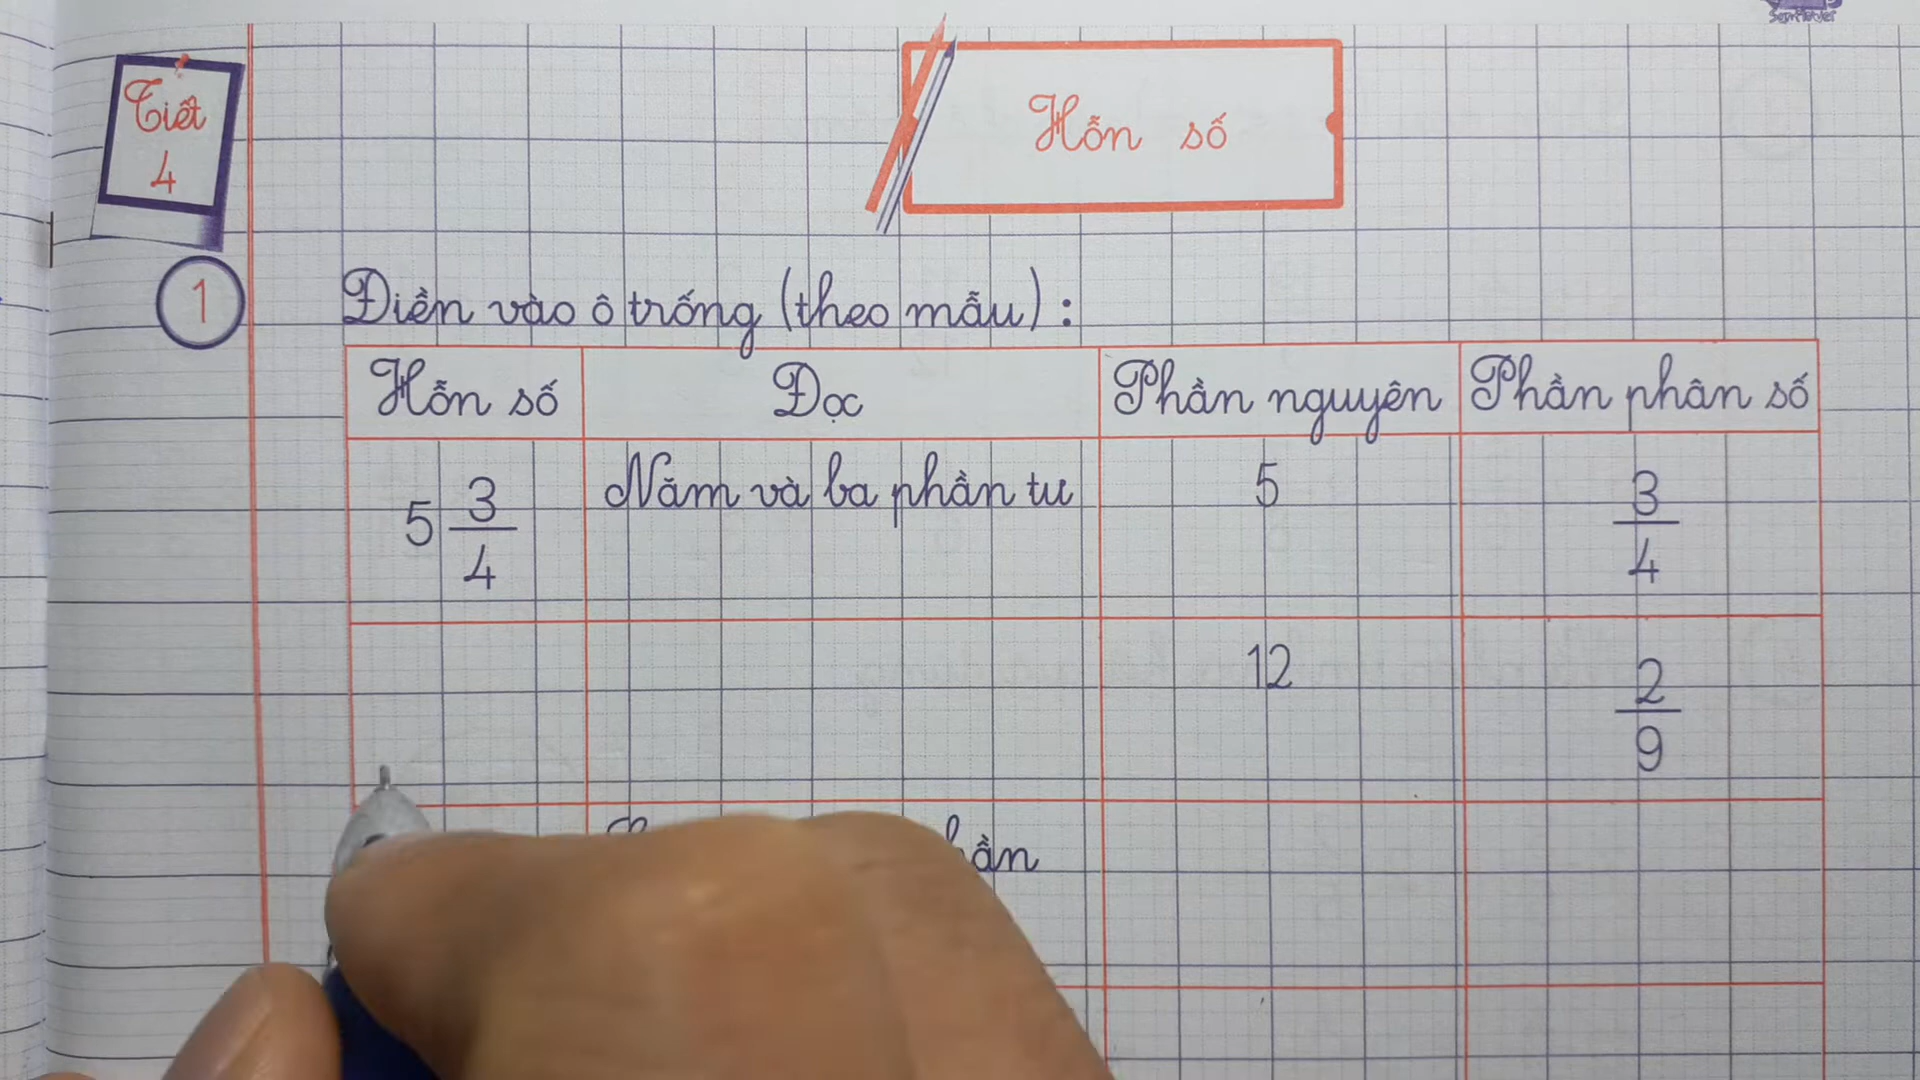 Tiết
4
Hỗn số
1
Điền vào ô trống (theo mẫu) :
Hỗn số Đọc Phần nguyên Phần phân số
5 3/4 Năm và ba phần tư 5 3/4
12 2/9